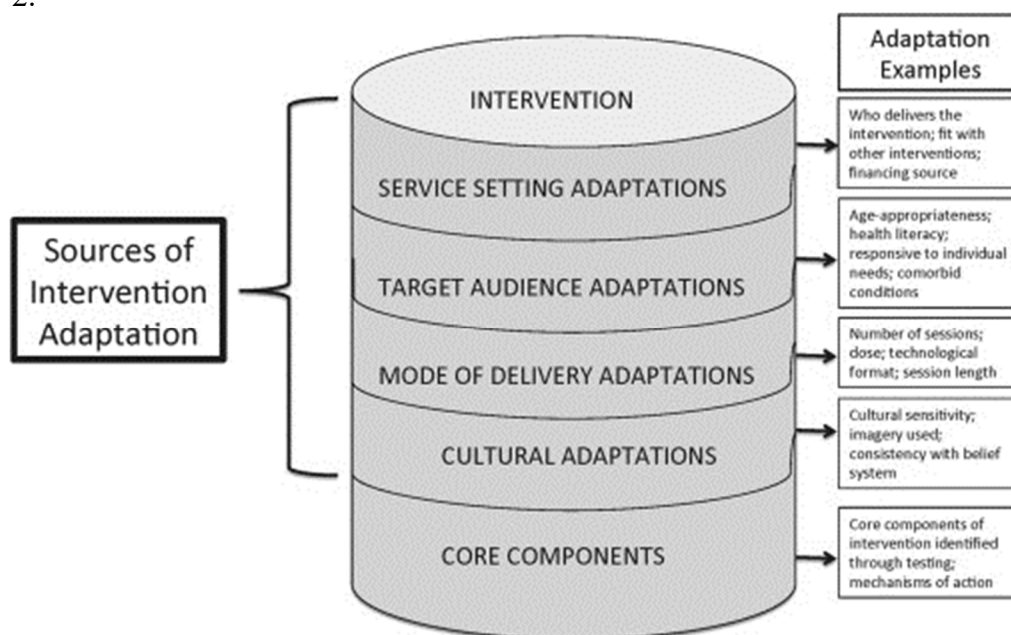 2.
Sources of
Intervention
Adaptation
INTERVENTION
SERVICE SETTING ADAPTATIONS
TARGET AUDIENCE ADAPTATIONS
MODE OF DELIVERY ADAPTATIONS
CULTURAL ADAPTATIONS
CORE COMPONENTS
Adaptation
Examples
Who delivers the
intervention; fit with
other interventions;
financing source
Age-appropriateness;
health literacy;
responsive to individual
needs; comorbid
conditions
Number of sessions;
dose; technological
format; session length
Cultural sensitivity;
imagery used;
consistency with belief
system
Core components of
intervention identified
through testing;
mechanisms of action